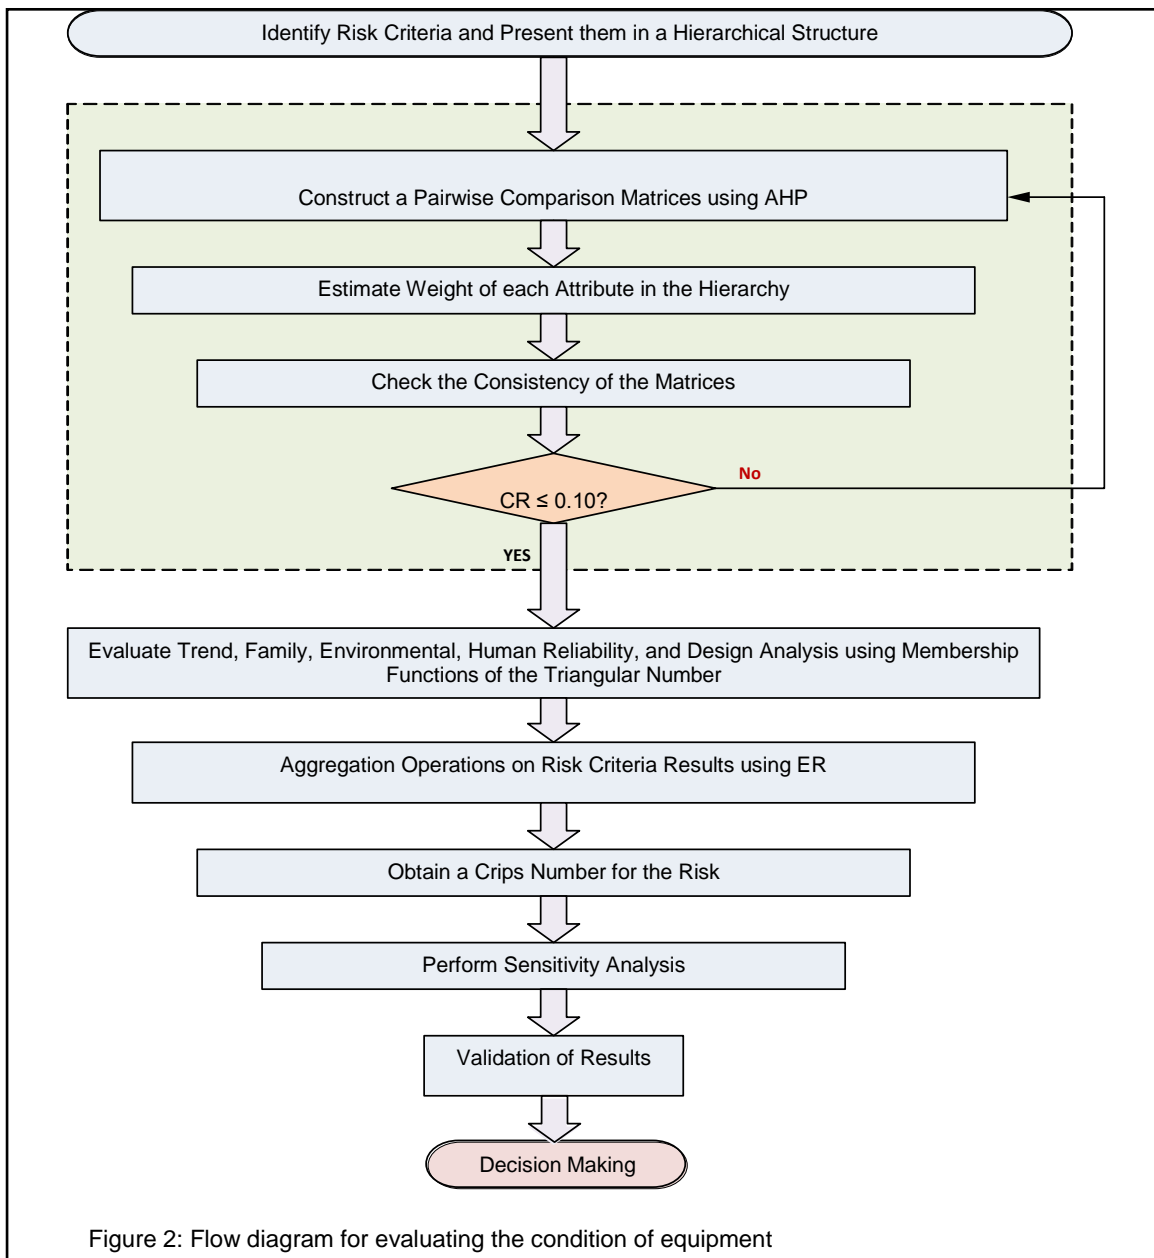 Identify Risk Criteria and Present them in a Hierarchical Structure
Construct a Pairwise Comparison Matrices using AHP
Estimate Weight of each Attribute in the Hierarchy
Check the Consistency of the Matrices
No
CR ≤ 0.10?
YES
Evaluate Trend, Family, Environmental, Human Reliability, and Design Analysis using Membership
Functions of the Triangular Number
Aggregation Operations on Risk Criteria Results using ER
Obtain a Crips Number for the Risk
Perform Sensitivity Analysis
Validation of Results
Decision Making
Figure 2: Flow diagram for evaluating the condition of equipment